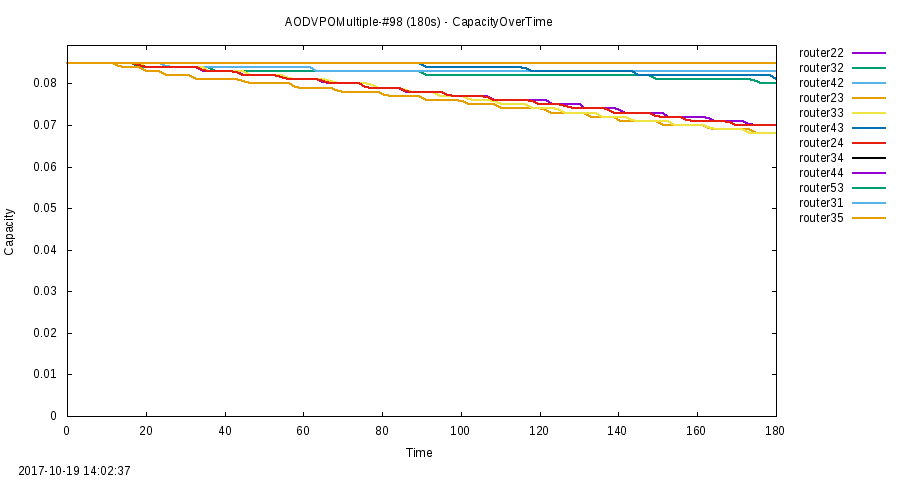 AODVPOMultiple-#98 (180s) - CapacityOverTime
router22
router32
router42
router23
router33
router43
router24
router34
router44
router53
router31
router35
0.08
0.07
0.06
0.05
0.04
0.03
0.02
0.01
0
Capacity
0 20 40 60 80 100 120 140 160 180
Time
2017-10-19 14:02:37